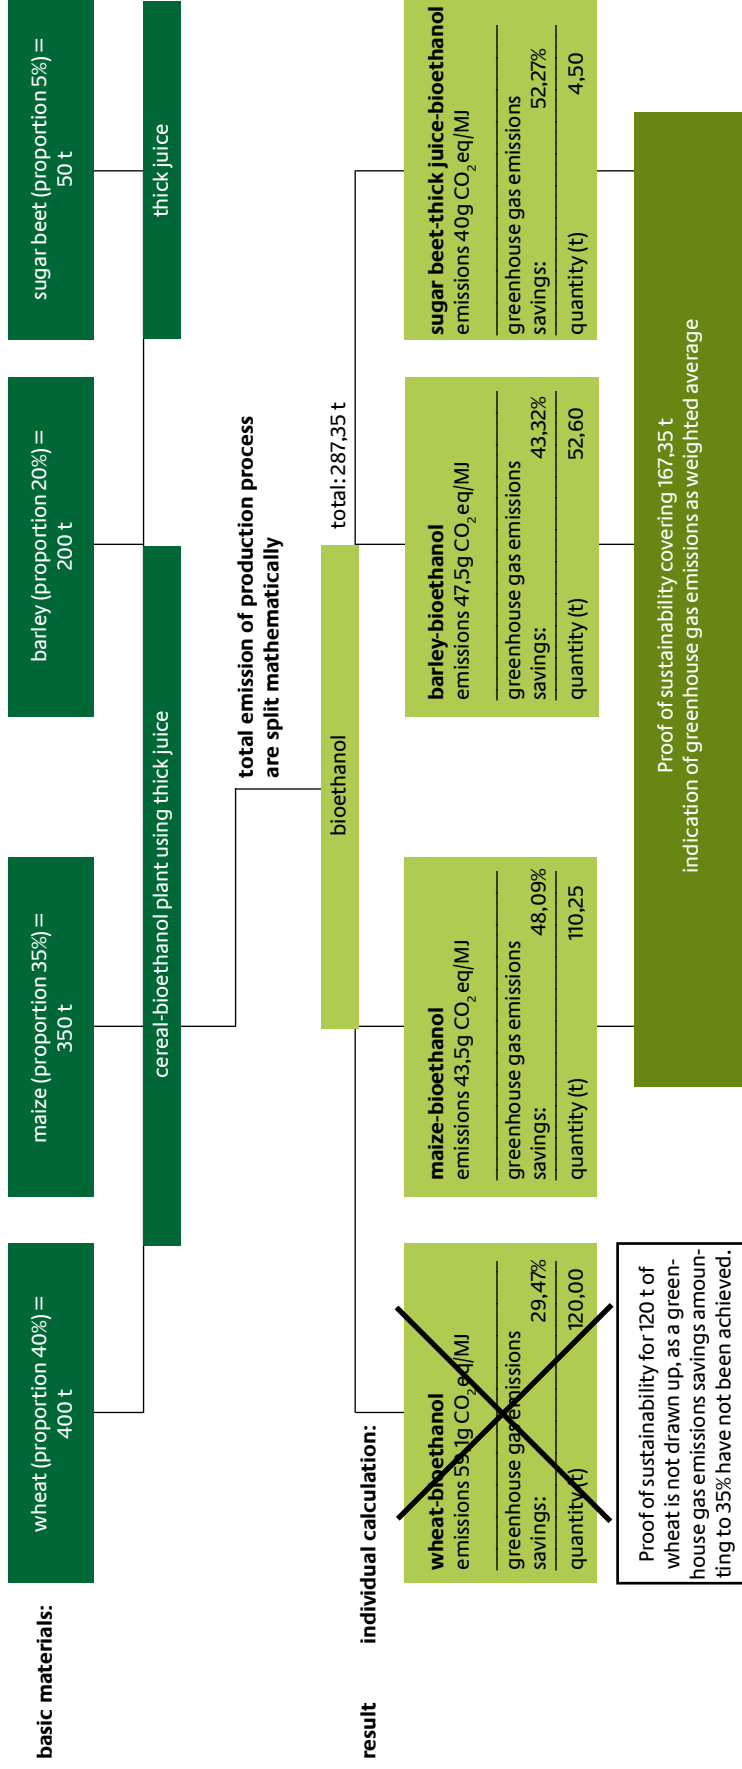 basic materials:
wheat (proportion 40%) =
400 t
maize (proportion 35%) =
350 t
barley (proportion 20%) =
200 t
sugar beet (proportion 5%) =
50 t
cereal-bioethanol plant using thick juice
thick juice
total emission of production process
are split mathematically
bioethanol
total: 287,35 t
result
individual calculation:
wheat-bioethanol
emissions 59,1g CO₂ eq/MJ
greenhouse gas emissions
savings: 29,47%
quantity (t) 120,00
maize-bioethanol
emissions 43,5g CO₂ eq/MJ
greenhouse gas emissions
savings: 48,09%
quantity (t) 110,25
barley-bioethanol
emissions 47,5g CO₂ eq/MJ
greenhouse gas emissions
savings: 43,32%
quantity (t) 52,60
sugar beet-thick juice-bioethanol
emissions 40g CO₂ eq/MJ
greenhouse gas emissions
savings: 52,27%
quantity (t) 4,50
Proof of sustainability for 120 t of
wheat is not drawn up, as a green-
house gas emissions savings amoun-
ting to 35% have not been achieved.
Proof of sustainability covering 167,35 t
indication of greenhouse gas emissions as weighted average